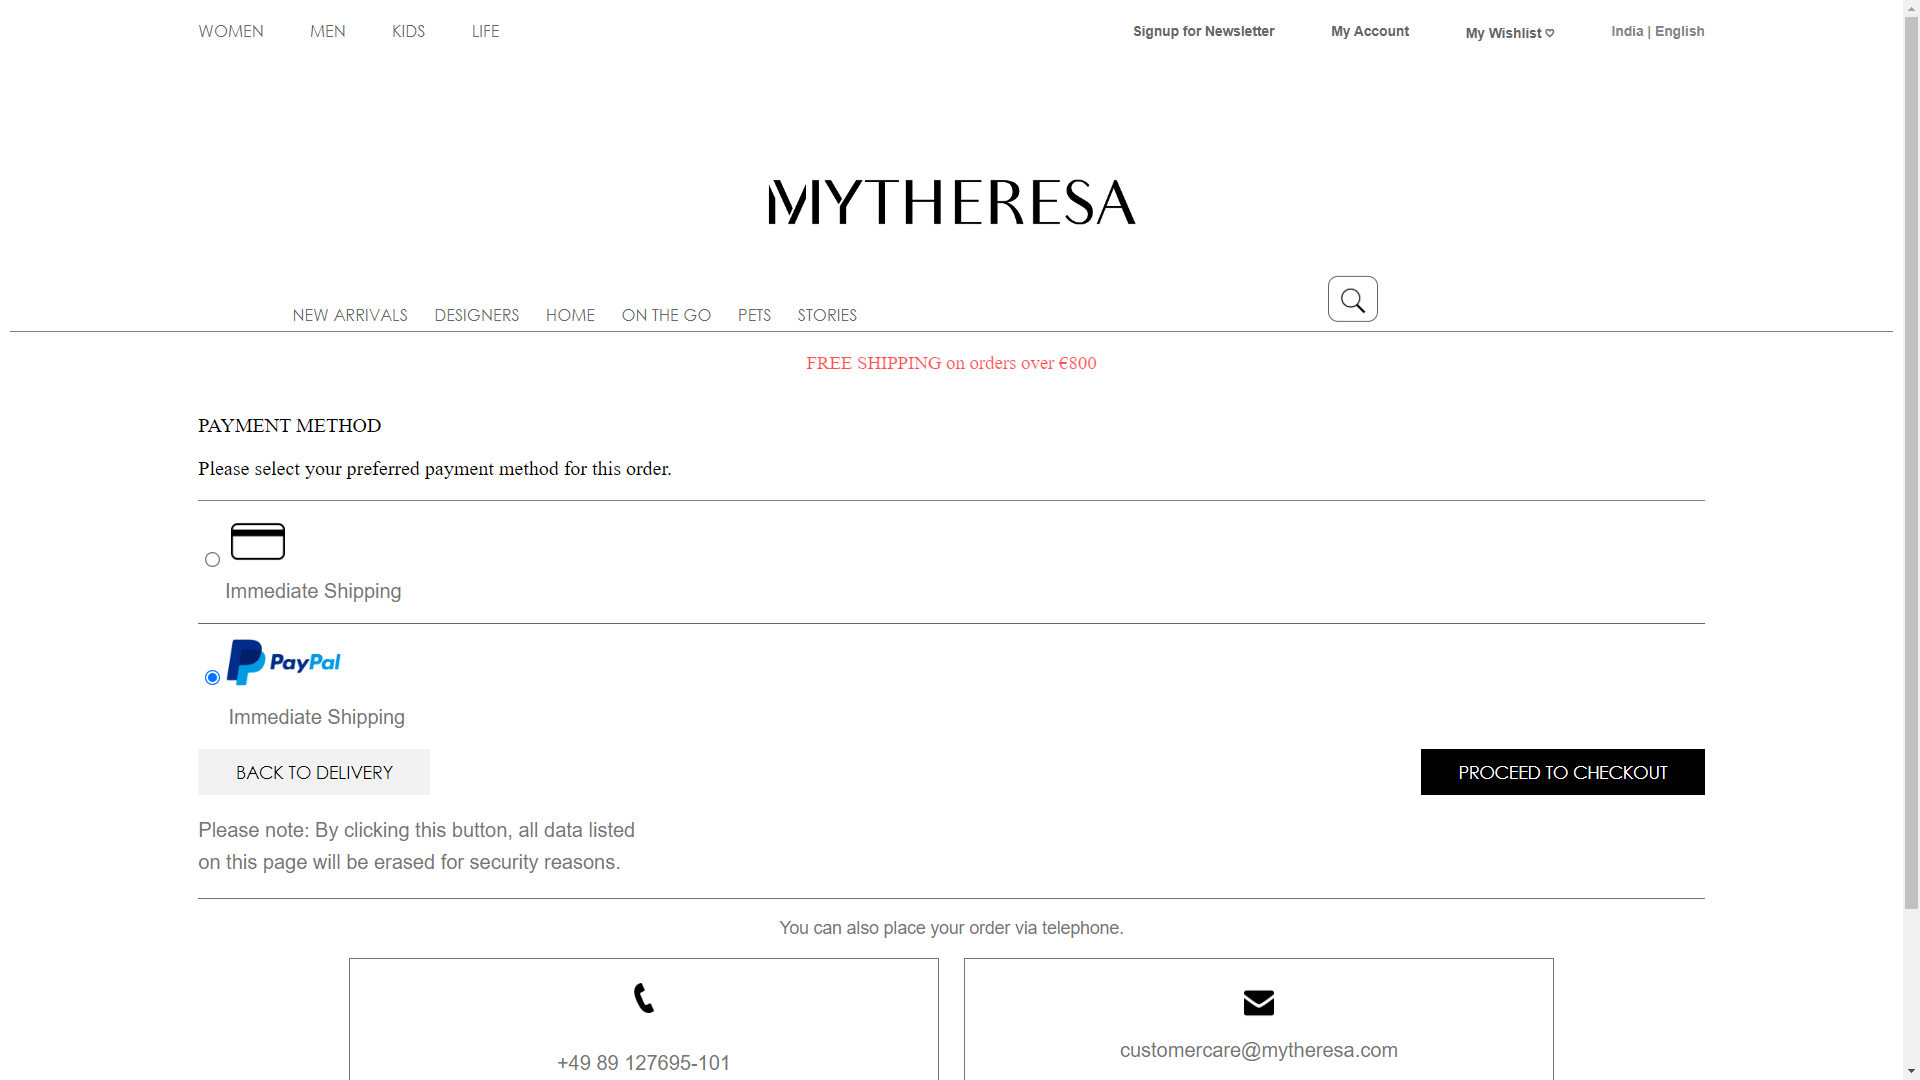 WOMEN MEN KIDS LIFE Signup for Newsletter My Account My Wishlist India | English
MYTHERESA
NEW ARRIVALS DESIGNERS HOME ON THE GO PETS STORIES
FREE SHIPPING on orders over €800
PAYMENT METHOD
Please select your preferred payment method for this order.
Immediate Shipping
PayPal
Immediate Shipping
BACK TO DELIVERY PROCEED TO CHECKOUT
Please note: By clicking this button, all data listed
on this page will be erased for security reasons.
You can also place your order via telephone.
+49 89 127695-101 customercare@mytheresa.com